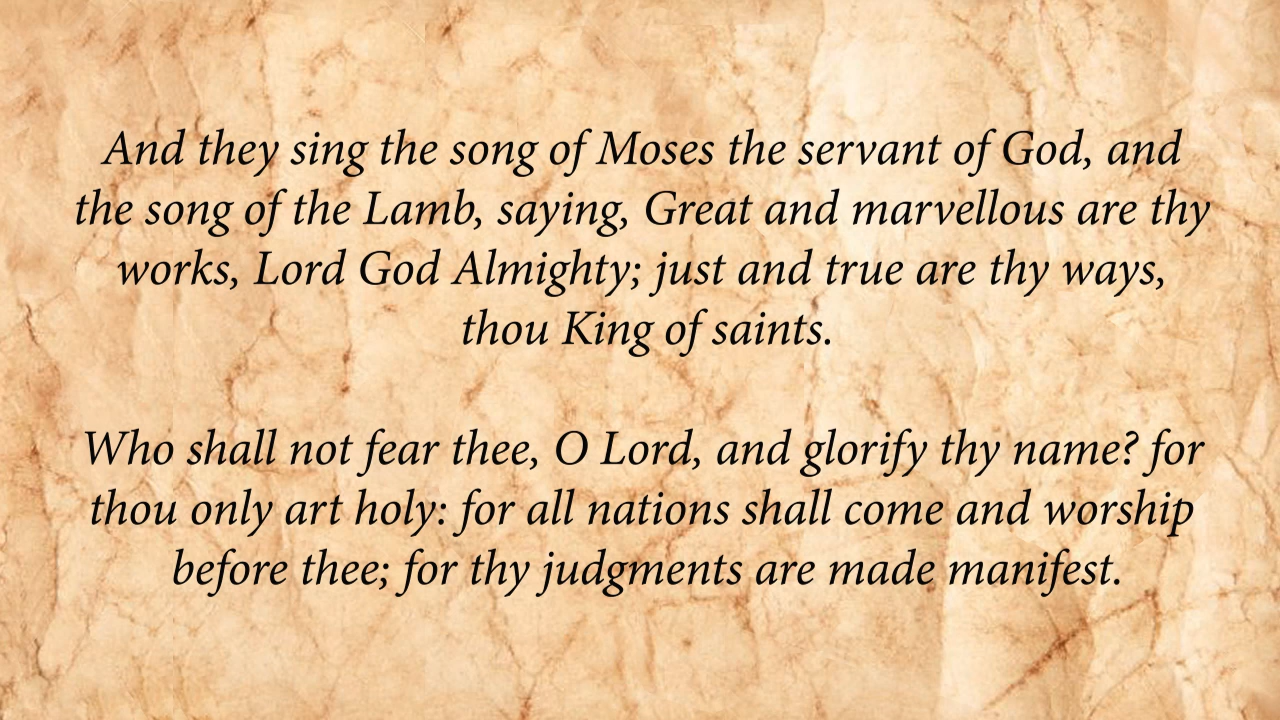 And they sing the song of Moses the servant of God, and
the song of the Lamb, saying, Great and marvellous are thy
works, Lord God Almighty; just and true are thy ways,
thou King of saints.
Who shall not fear thee, O Lord, and glorify thy name? for
thou only art holy: for all nations shall come and worship
before thee; for thy judgments are made manifest.